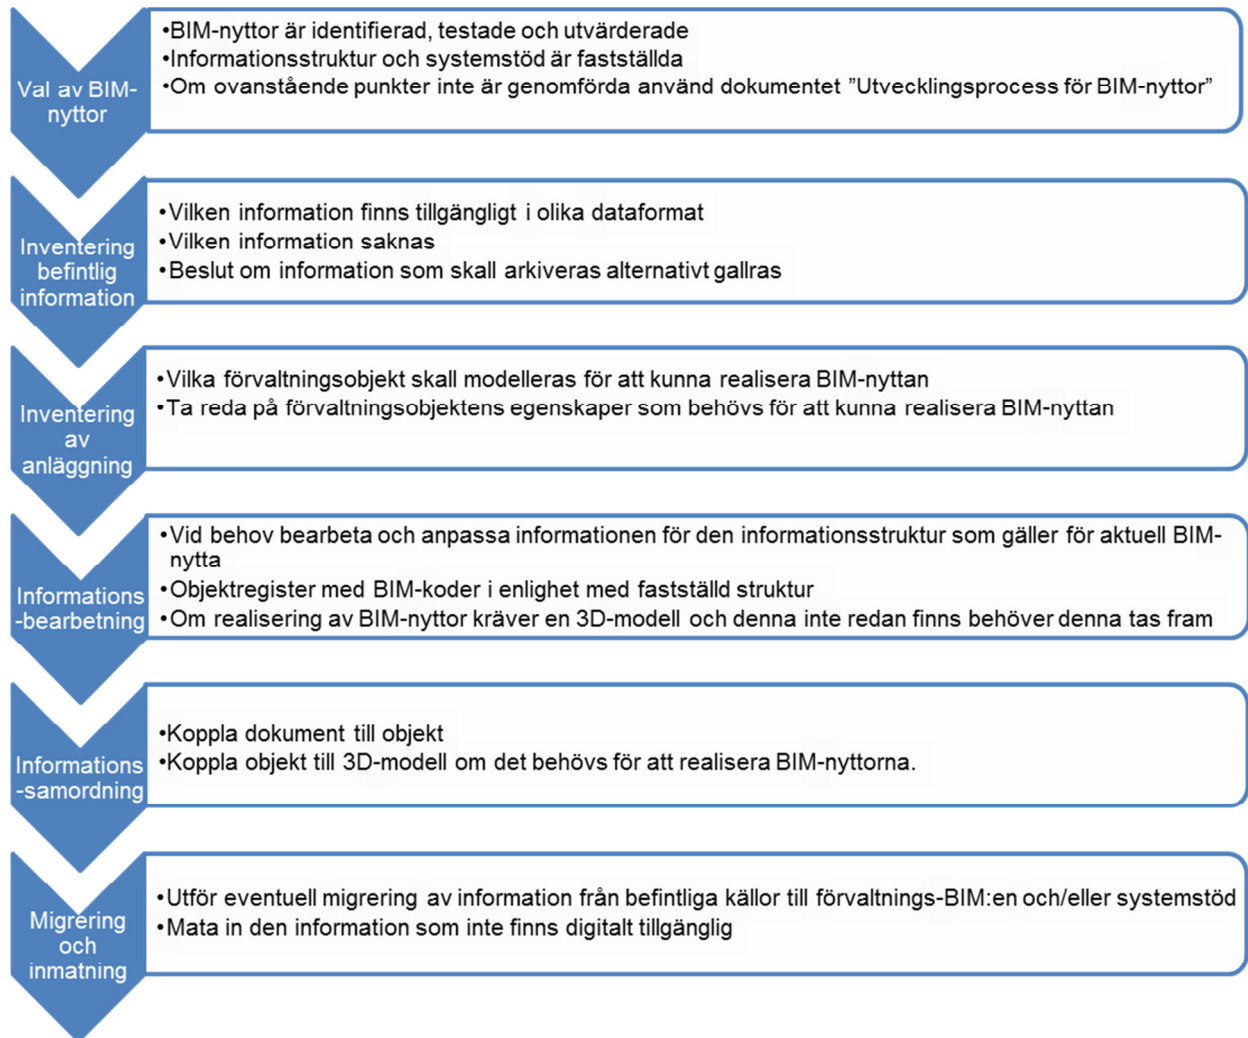 Val av BIM-
nyttor
•BIM-nyttor är identifierad, testade och utvärderade
•Informationsstruktur och systemstöd är fastställda
•Om ovanstående punkter inte är genomförda använd dokumentet ”Utvecklingsprocess för BIM-nyttor”
Inventering
befintlig
information
•Vilken information finns tillgängligt i olika dataformat
•Vilken information saknas
•Beslut om information som skall arkiveras alternativt gallras
Inventering
av
anläggning
•Vilka förvaltningsobjekt skall modelleras för att kunna realisera BIM-nyttan
•Ta reda på förvaltningsobjektens egenskaper som behövs för att kunna realisera BIM-nyttan
Informations
-bearbetning
•Vid behov bearbeta och anpassa informationen för den informationsstruktur som gäller för aktuell BIM-
nytta
•Objektregister med BIM-koder i enlighet med fastställd struktur
•Om realisering av BIM-nyttor kräver en 3D-modell och denna inte redan finns behöver denna tas fram
Informations
-samordning
•Koppla dokument till objekt
•Koppla objekt till 3D-modell om det behövs för att realisera BIM-nyttorna.
Migrering
och
inmatning
•Utför eventuell migrering av information från befintliga källor till förvaltnings-BIM:en och/eller systemstöd
•Mata in den information som inte finns digitalt tillgänglig